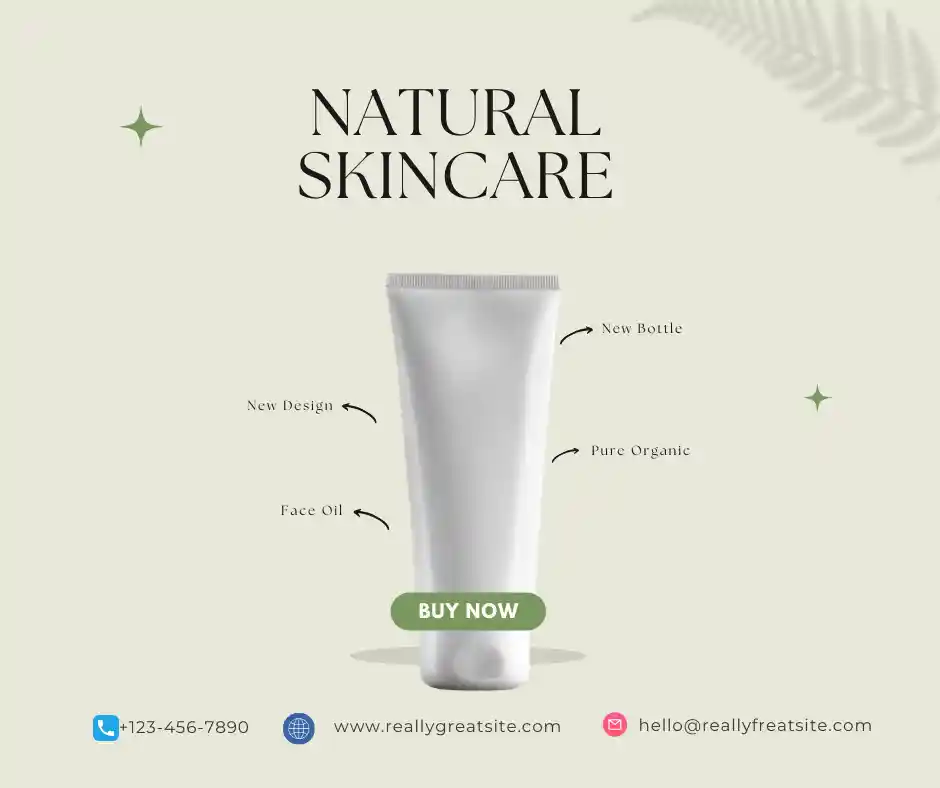 NATURAL
SKINCARE
New Bottle
New Design
Pure Organic
Face Oil
BUY NOW
+123-456-7890
www.reallygreatsite.com
hello@reallyfreatsite.com